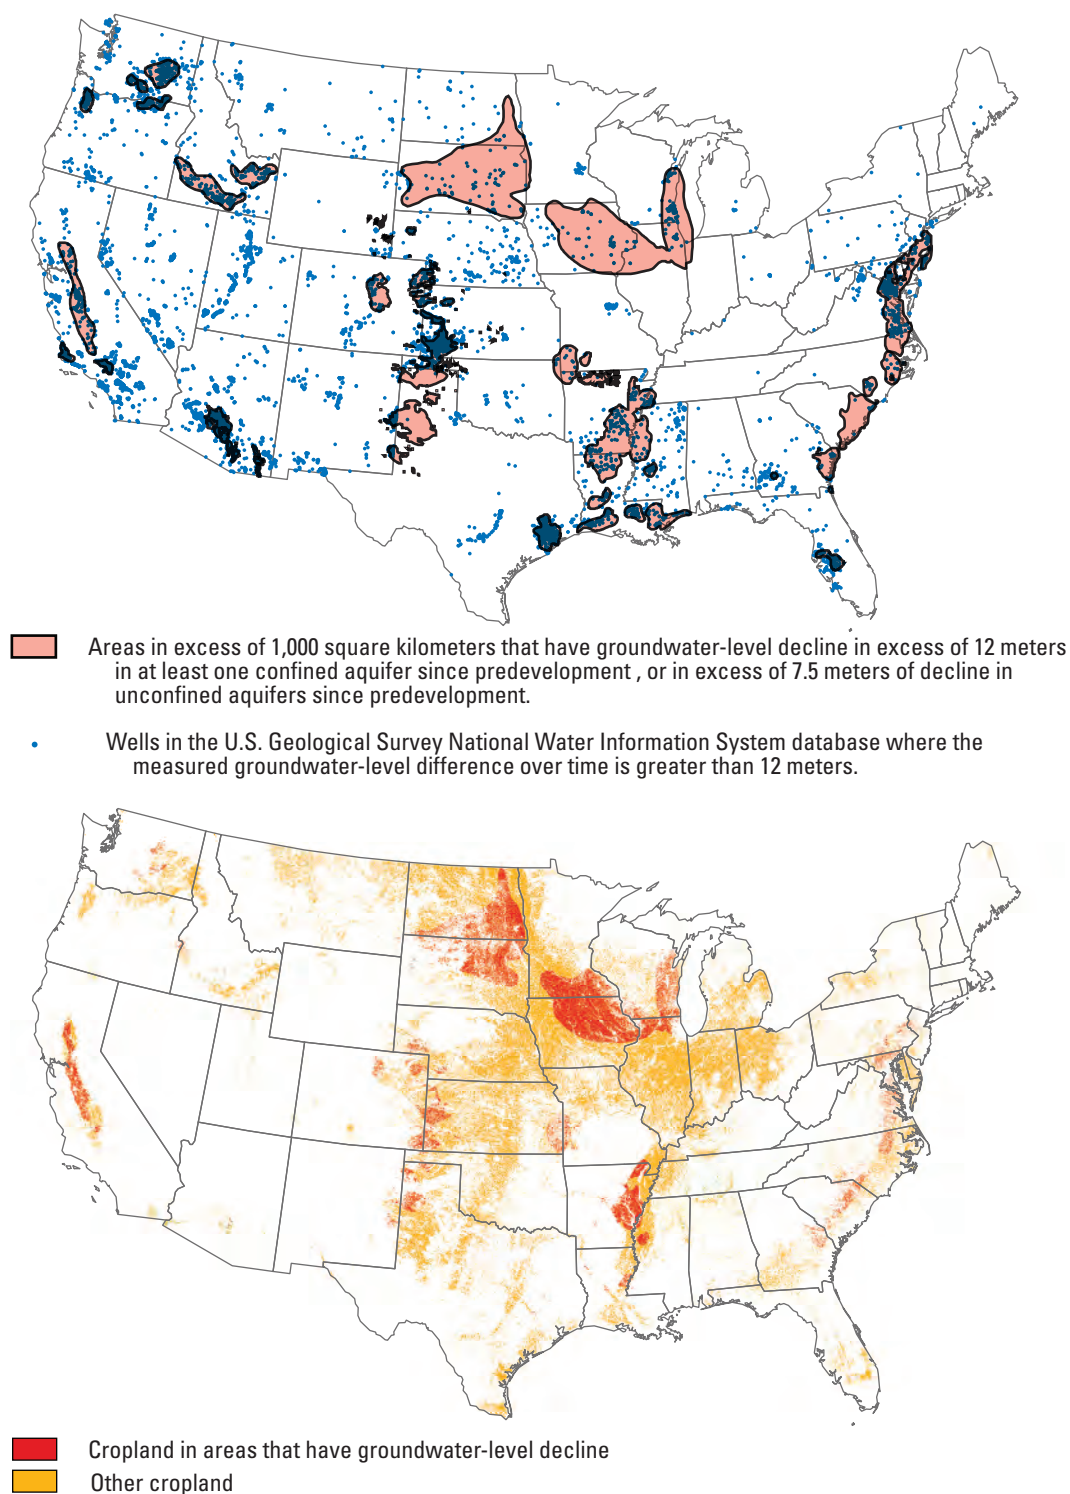 Areas in excess of 1,000 square kilometers that have groundwater-level decline in excess of 12 meters
in at least one confined aquifer since predevelopment , or in excess of 7.5 meters of decline in
unconfined aquifers since predevelopment.
Wells in the U.S. Geological Survey National Water Information System database where the
measured groundwater-level difference over time is greater than 12 meters.
Cropland in areas that have groundwater-level decline
Other cropland